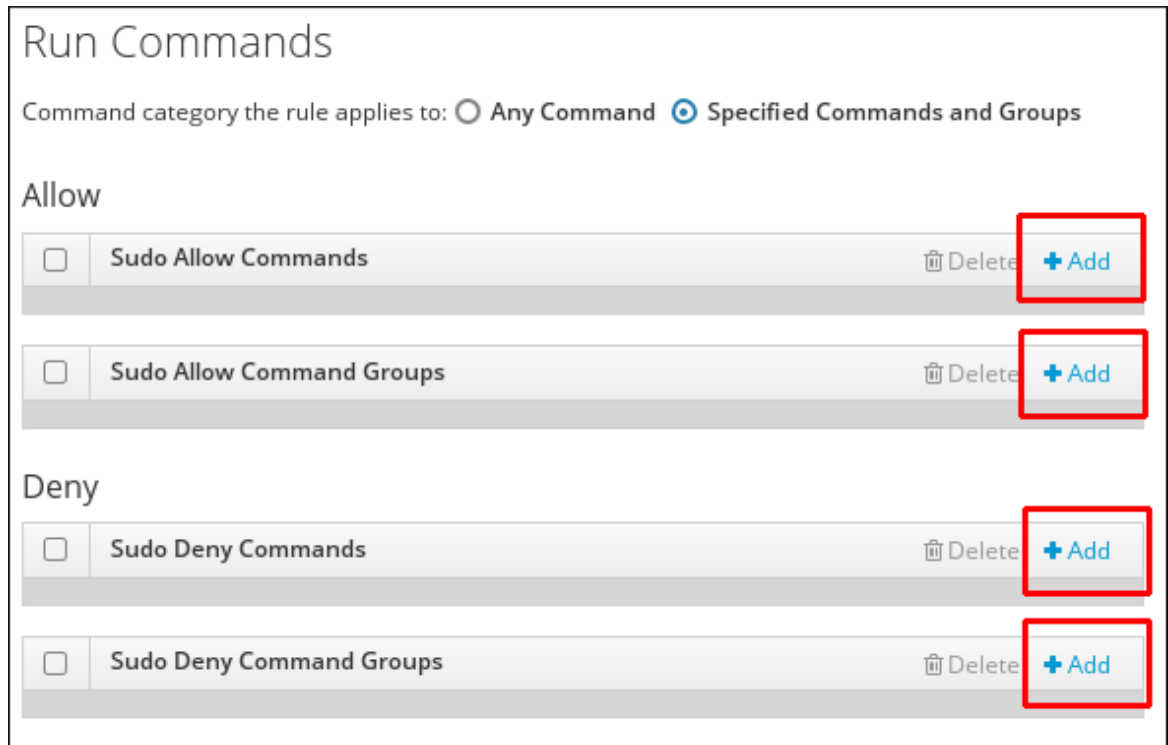 Run Commands
Command category the rule applies to: Any Command Specified Commands and Groups
Allow
Sudo Allow Commands Delete Add
Sudo Allow Command Groups Delete Add
Deny
Sudo Deny Commands Delete Add
Sudo Deny Command Groups Delete Add